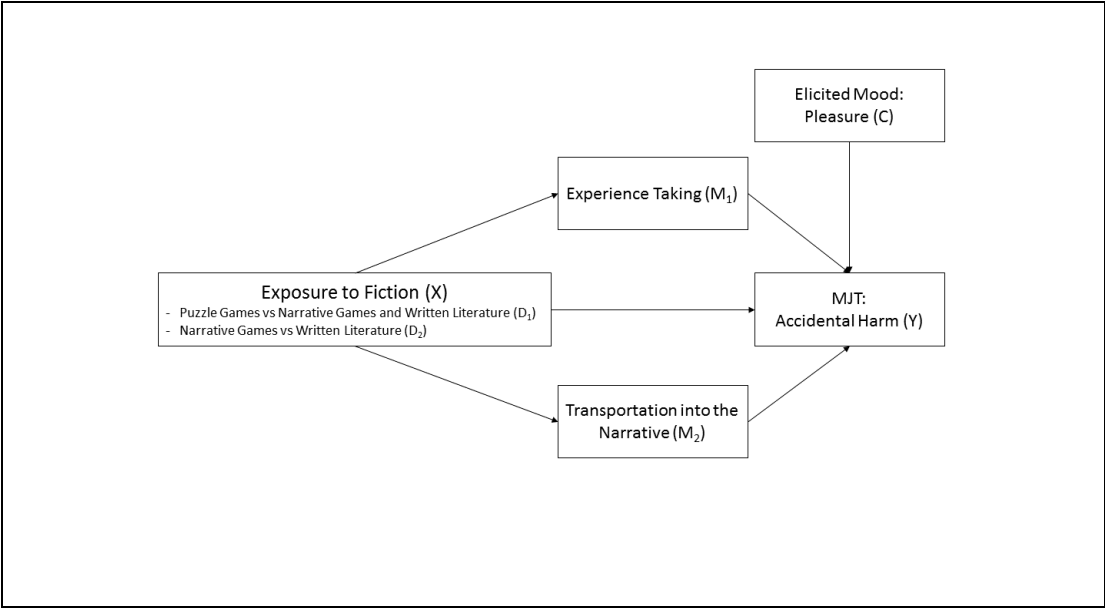 Elicited Mood:
Pleasure (C)
Experience Taking (M₁)
Exposure to Fiction (X)
- Puzzle Games vs Narrative Games and Written Literature (D₁)
- Narrative Games vs Written Literature (D₂)
MJT:
Accidental Harm (Y)
Transportation into the
Narrative (M₂)